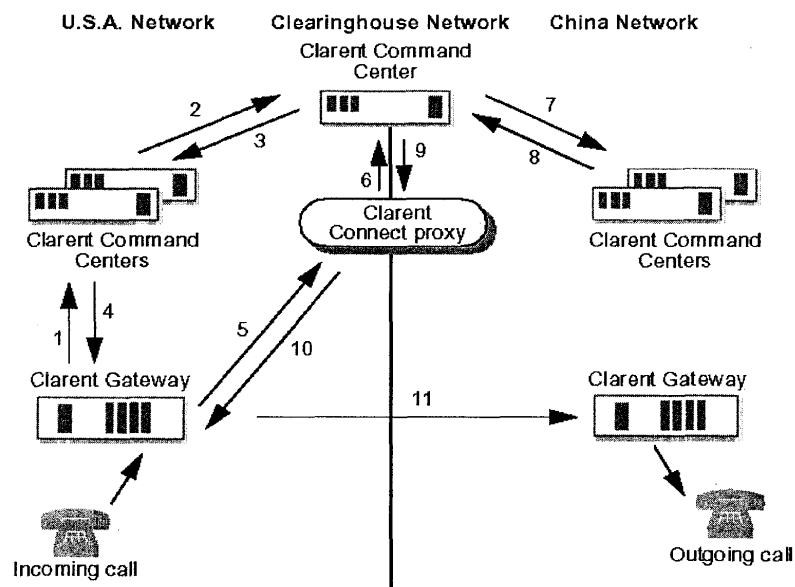 U.S.A. Network
Clearinghouse Network
China Network
Clarent Command
Center
2
3
7
8
6
9
Clarent
Connect proxy
Clarent Command
Centers
Clarent Command
Centers
1
4
5
10
Clarent Gateway
11
Clarent Gateway
Incoming call
Outgoing call